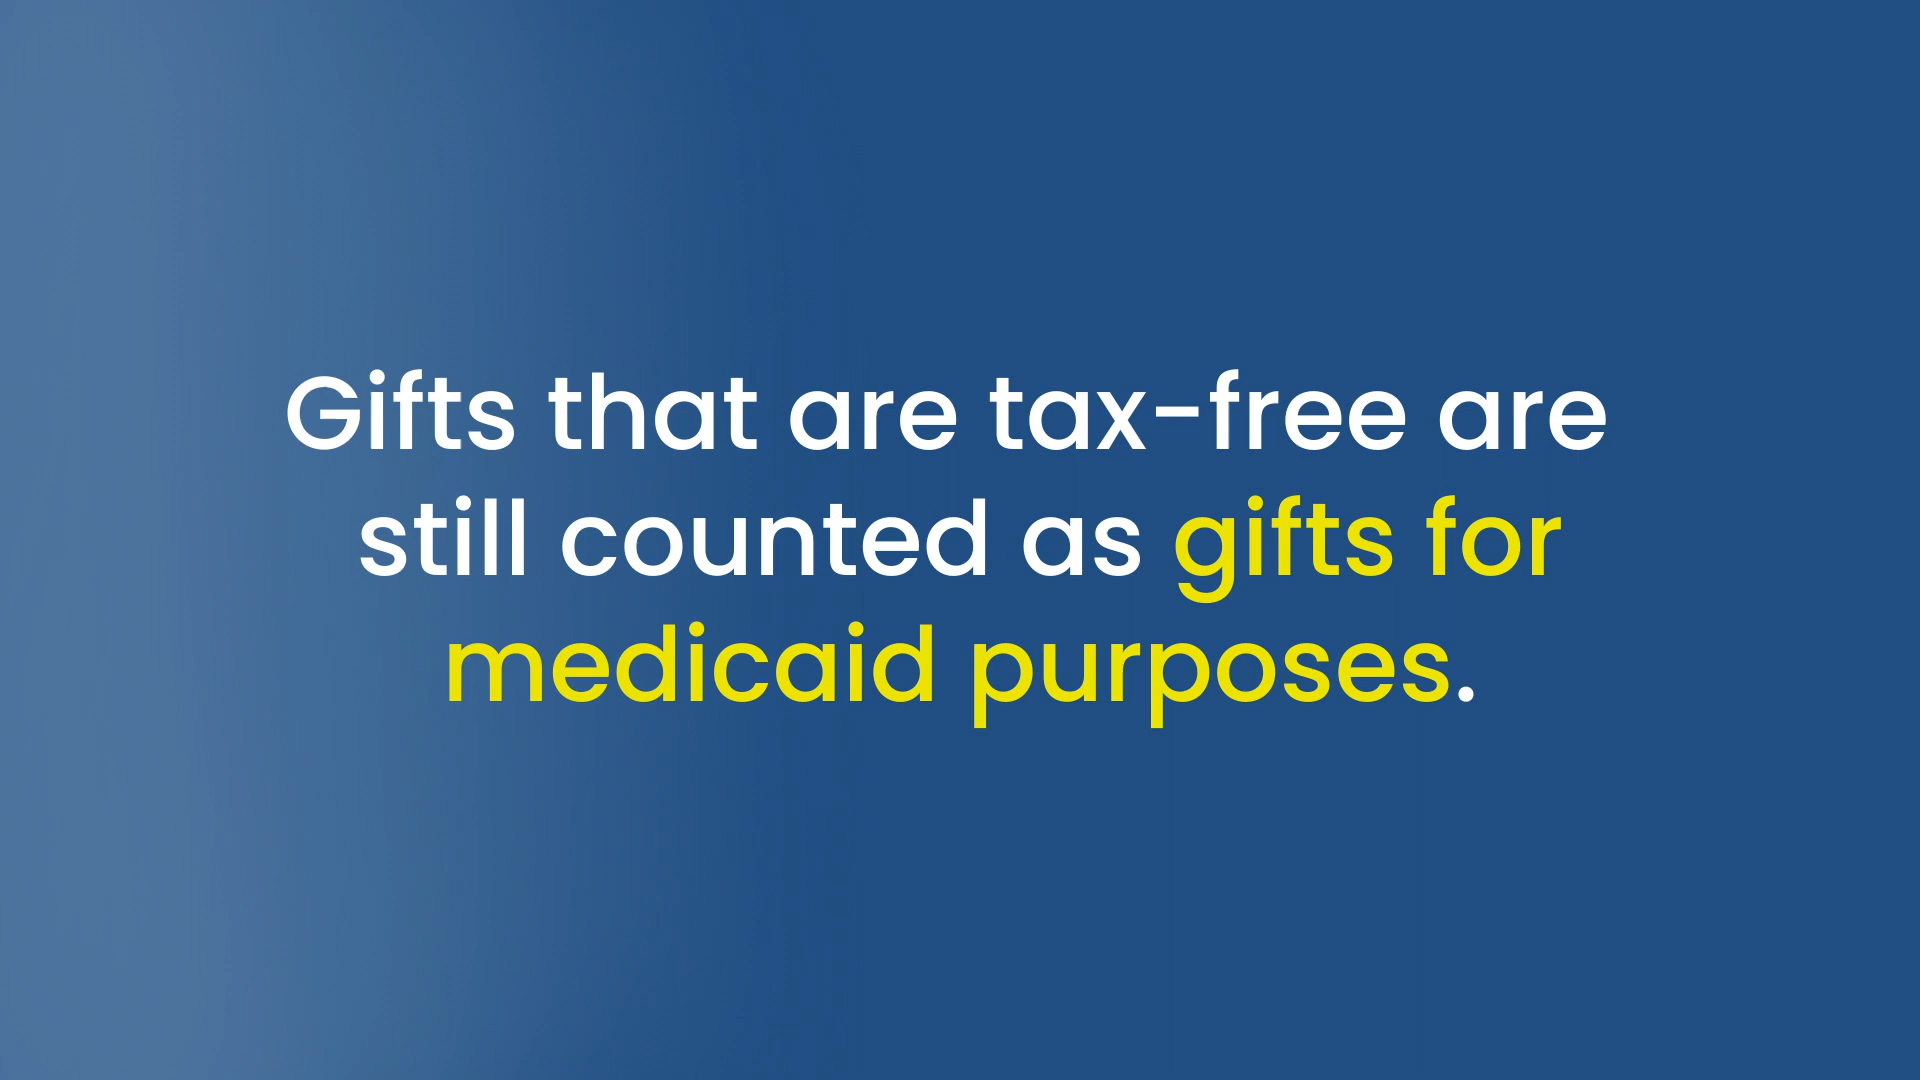 Gifts that are tax-free are
still counted as gifts for
medicaid purposes.